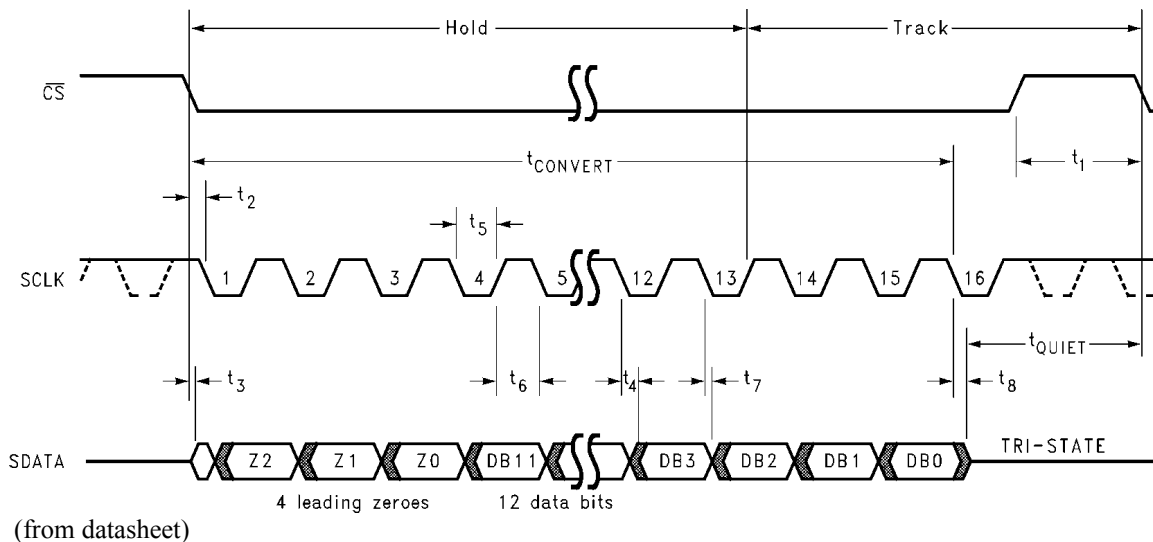 Hold Track
CS
tCONVERT t1
t2
t5
SCLK 1 2 3 4 5 12 13 14 15 16
tQUIET
t3 t6 t4 t7 t8
SDATA Z2 Z1 Z0 DB11 DB3 DB2 DB1 DB0 TRI-STATE
4 leading zeroes 12 data bits
(from datasheet)